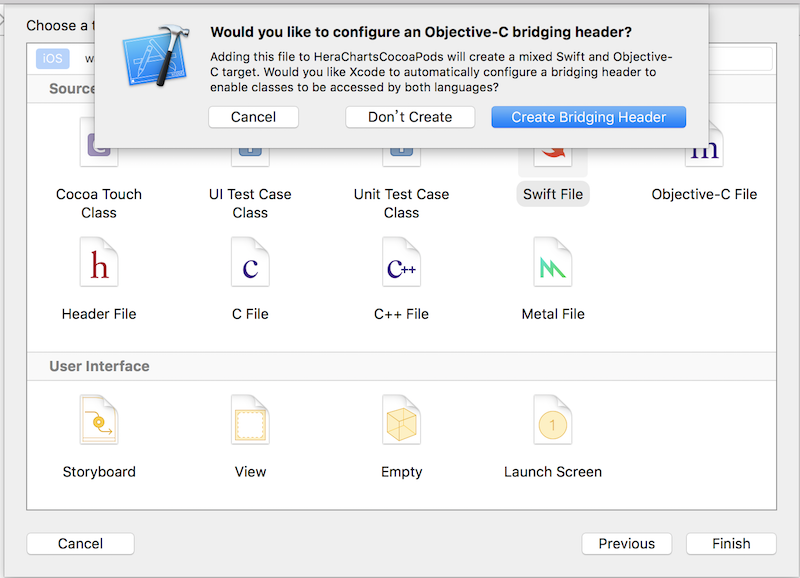 Choose a t
Would you like to configure an Objective-C bridging header?
Adding this file to HeraChartsCocoaPods will create a mixed Swift and Objective-
C target. Would you like Xcode to automatically configure a bridging header to
enable classes to be accessed by both languages?
Cancel
Don't Create
Create Bridging Header
iOS
w
Source
C
m
Cocoa Touch
Class
UI Test Case
Class
Unit Test Case
Class
Swift File
Objective-C File
h
c
C++
Header File
C File
C++ File
Metal File
User Interface
1
Storyboard
View
Empty
Launch Screen
Cancel
Previous
Finish